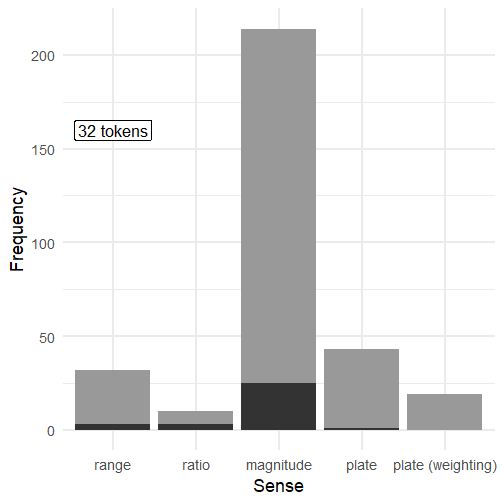 200
150
100
50
0
32 tokens
Frequency
range ratio magnitude plate plate (weighting)
Sense